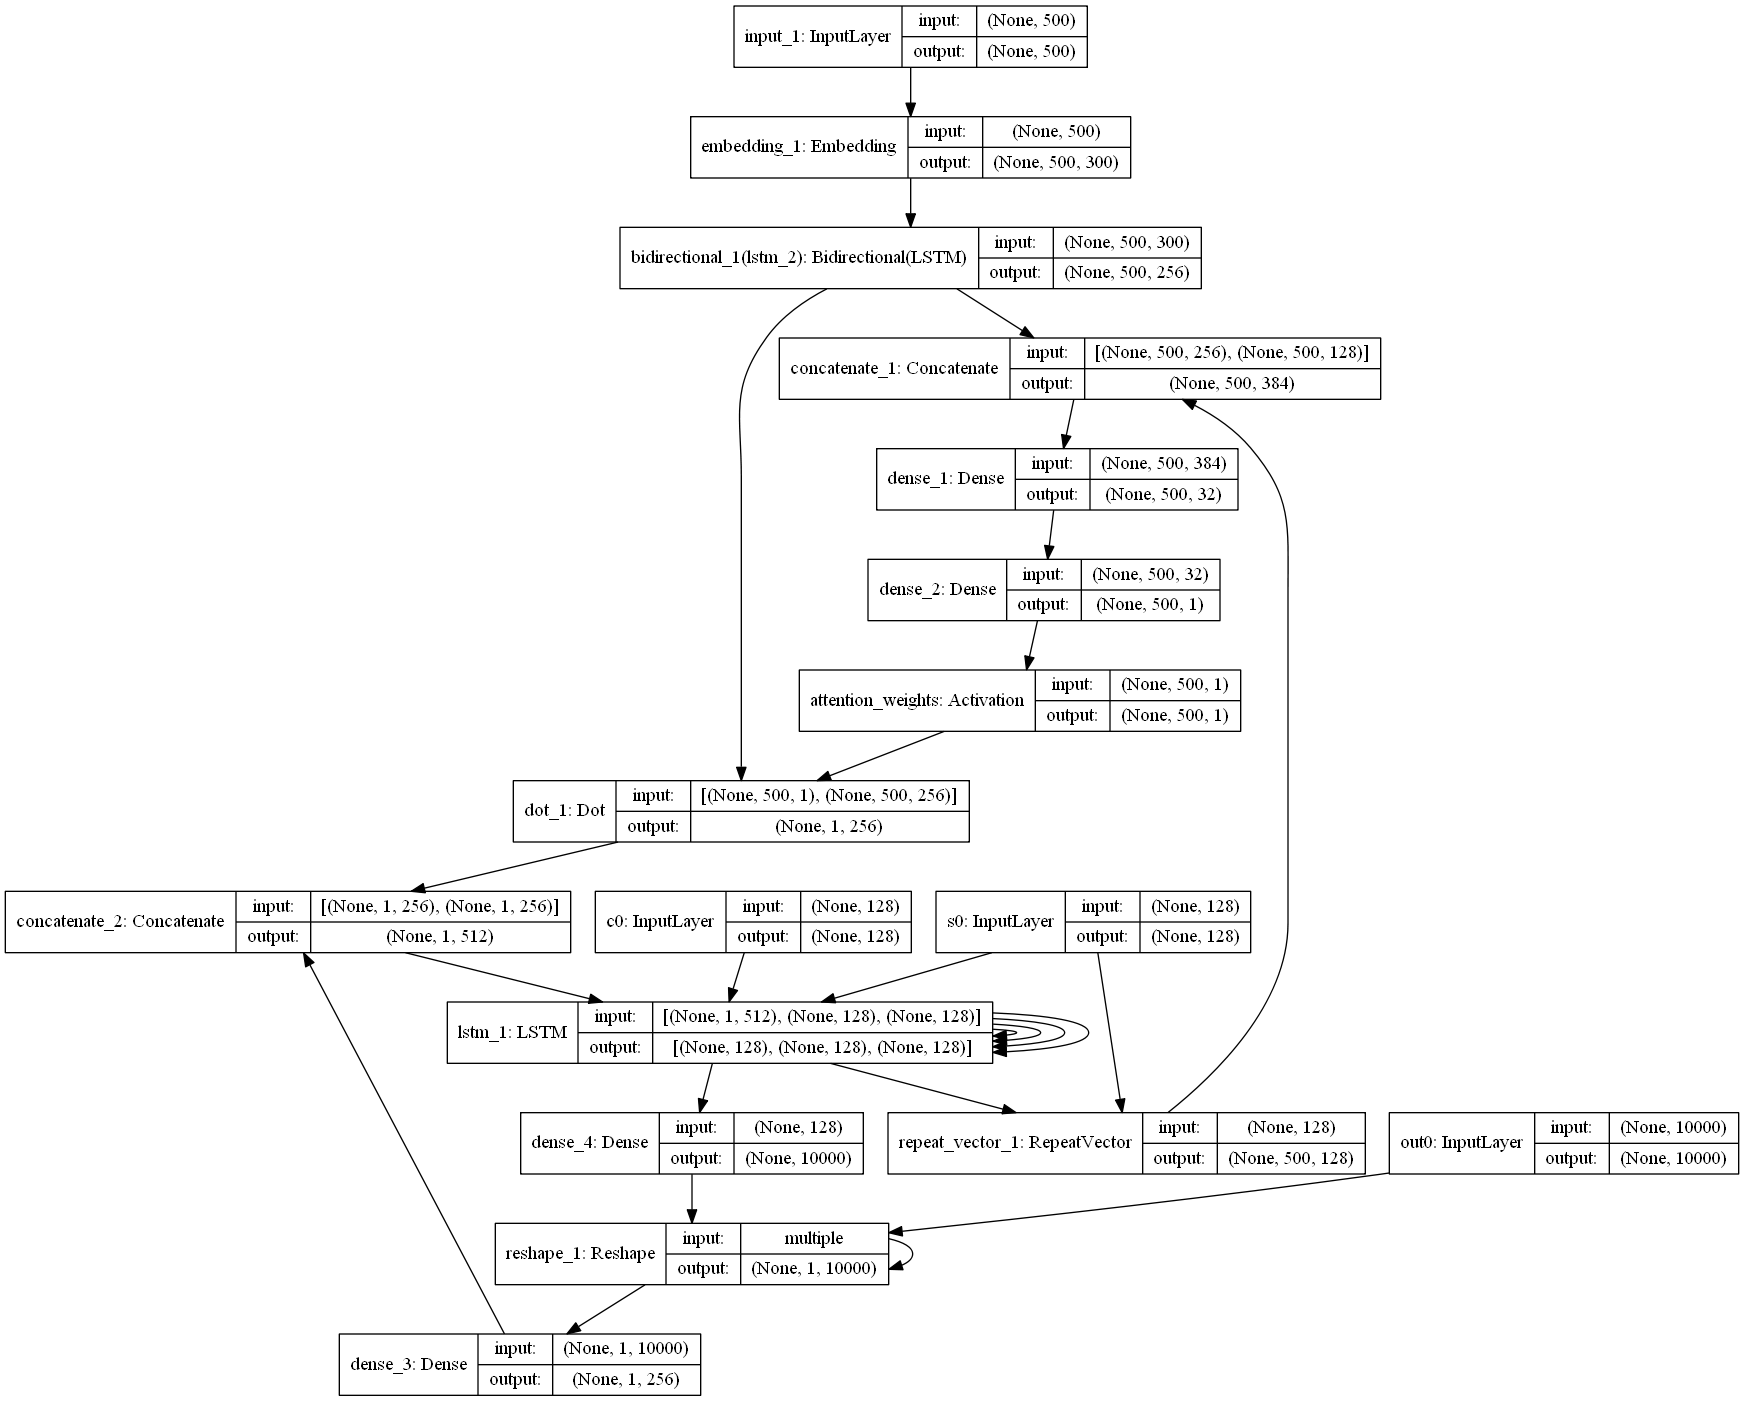 input_1: InputLayer
input: (None, 500)
output: (None, 500)
embedding_1: Embedding
input: (None, 500)
output: (None, 500, 300)
bidirectional_1(lstm_2): Bidirectional(LSTM)
input: (None, 500, 300)
output: (None, 500, 256)
concatenate_1: Concatenate
input: [(None, 500, 256), (None, 500, 128)]
output: (None, 500, 384)
dense_1: Dense
input: (None, 500, 384)
output: (None, 500, 32)
dense_2: Dense
input: (None, 500, 32)
output: (None, 500, 1)
attention_weights: Activation
input: (None, 500, 1)
output: (None, 500, 1)
dot_1: Dot
input: [(None, 500, 1), (None, 500, 256)]
output: (None, 1, 256)
concatenate_2: Concatenate
input: [(None, 1, 256), (None, 1, 256)]
output: (None, 1, 512)
c0: InputLayer
input: (None, 128)
output: (None, 128)
s0: InputLayer
input: (None, 128)
output: (None, 128)
lstm_1: LSTM
input: [(None, 1, 512), (None, 128), (None, 128)]
output: [(None, 128), (None, 128), (None, 128)]
dense_4: Dense
input: (None, 128)
output: (None, 10000)
repeat_vector_1: RepeatVector
input: (None, 128)
output: (None, 500, 128)
out0: InputLayer
input: (None, 10000)
output: (None, 10000)
reshape_1: Reshape
input: multiple
output: (None, 1, 10000)
dense_3: Dense
input: (None, 1, 10000)
output: (None, 1, 256)